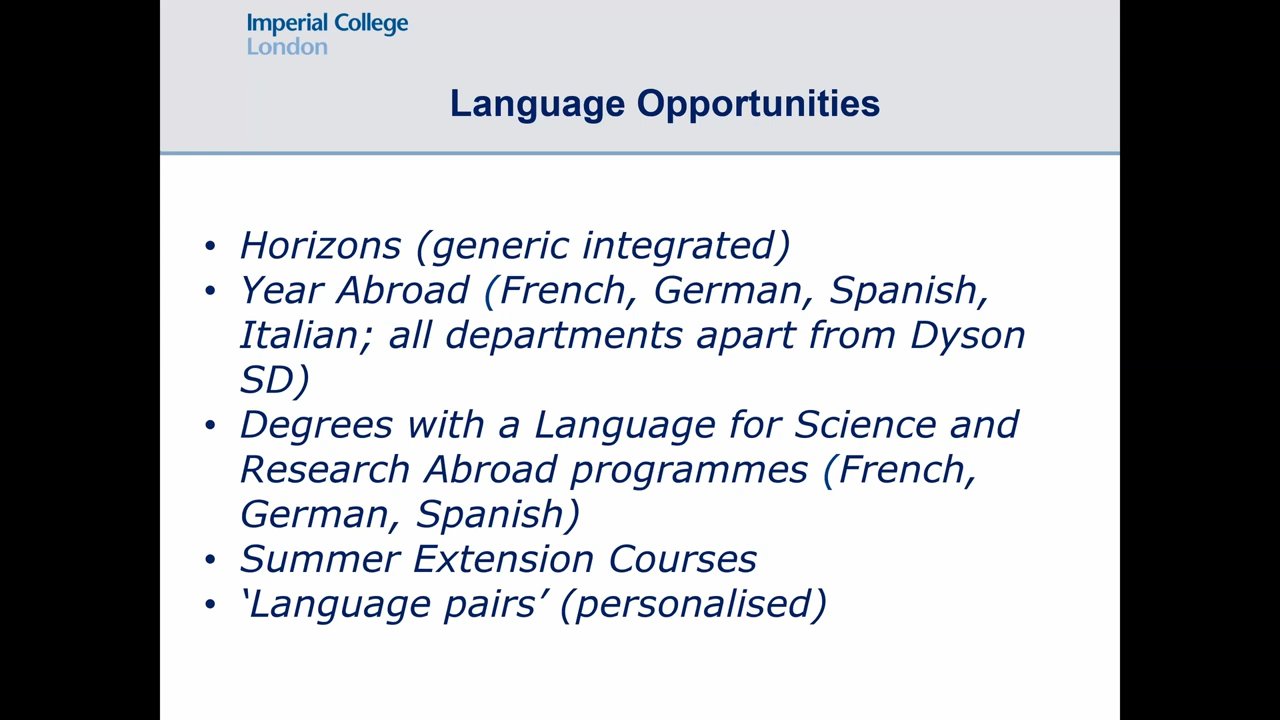 Imperial College
London
Language Opportunities
• Horizons (generic integrated)
• Year Abroad (French, German, Spanish,
Italian; all departments apart from Dyson
SD)
• Degrees with a Language for Science and
Research Abroad programmes (French,
German, Spanish)
• Summer Extension Courses
• ‘Language pairs’ (personalised)